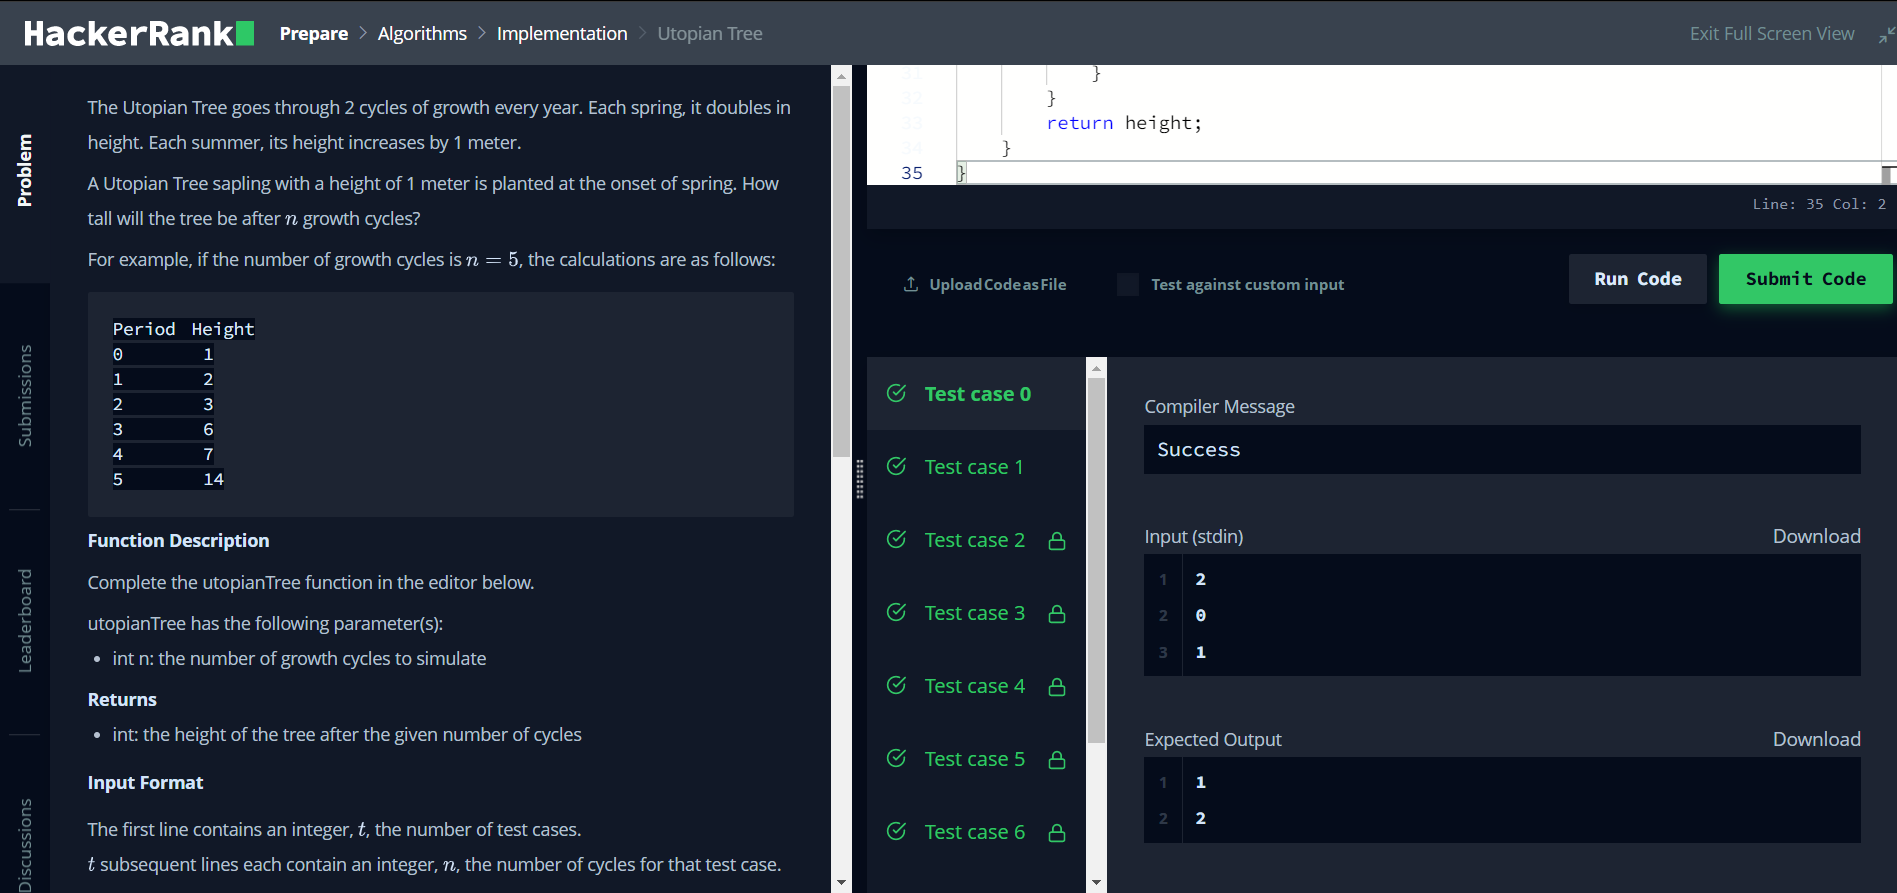 HackerRank
Prepare > Algorithms > Implementation > Utopian Tree
Exit Full Screen View
Problem
Submissions
Leaderboard
Discussions
The Utopian Tree goes through 2 cycles of growth every year. Each spring, it doubles in
height. Each summer, its height increases by 1 meter.
A Utopian Tree sapling with a height of 1 meter is planted at the onset of spring. How
tall will the tree be after n growth cycles?
For example, if the number of growth cycles is n = 5, the calculations are as follows:
Period Height
0 1
1 2
2 3
3 6
4 7
5 14
Function Description
Complete the utopianTree function in the editor below.
utopianTree has the following parameter(s):
• int n: the number of growth cycles to simulate
Returns
• int: the height of the tree after the given number of cycles
Input Format
The first line contains an integer, t, the number of test cases.
t subsequent lines each contain an integer, n, the number of cycles for that test case.
31 }
32 }
33 return height;
34 }
35 }
Line: 35 Col: 2
Upload Code as File
Test against custom input
Run Code
Submit Code
Test case 0
Test case 1
Test case 2
Test case 3
Test case 4
Test case 5
Test case 6
Compiler Message
Success
Input (stdin)
Download
1 2
2 0
3 1
Expected Output
Download
1 1
2 2